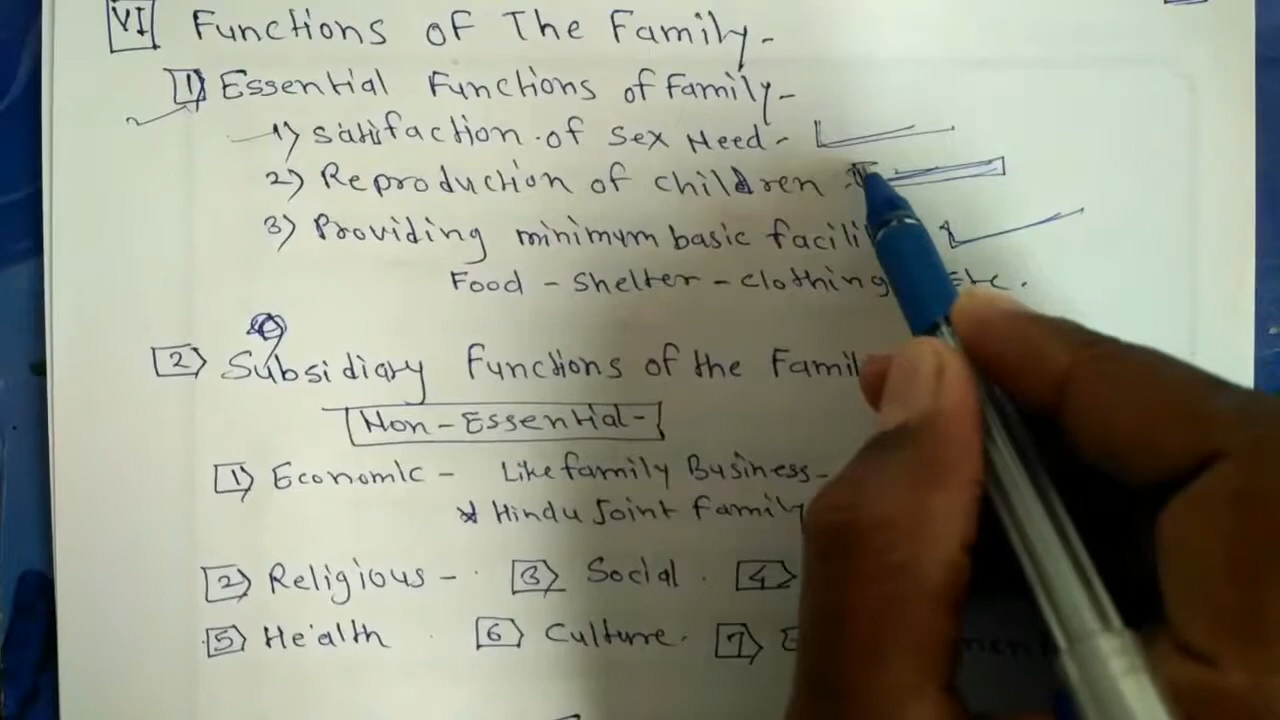 VI Functions of The Family-
1) Essential Functions of Family-
1) Satisfaction of Sex Need-
2) Reproduction of children
3) Providing minimum basic
Food - Shelter - Clothing Etc.
2) Subsidiary Functions of the
Non-Essential-
1) Economic - Like family Business-
* Hindu Joint Family
2) Religious - 3) Social 4)
5) Health 6) Culture. 7)